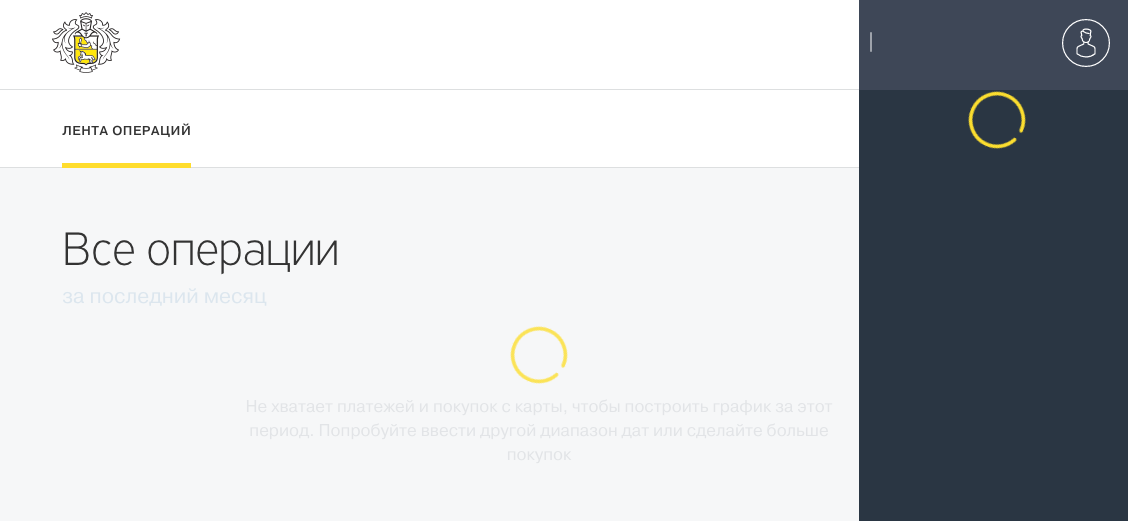 ЛЕНТА ОПЕРАЦИЙ
Все операции
за последний месяц
Не хватает платежей и покупок с карты, чтобы построить график за этот
период. Попробуйте ввести другой диапазон дат или сделайте больше
покупок